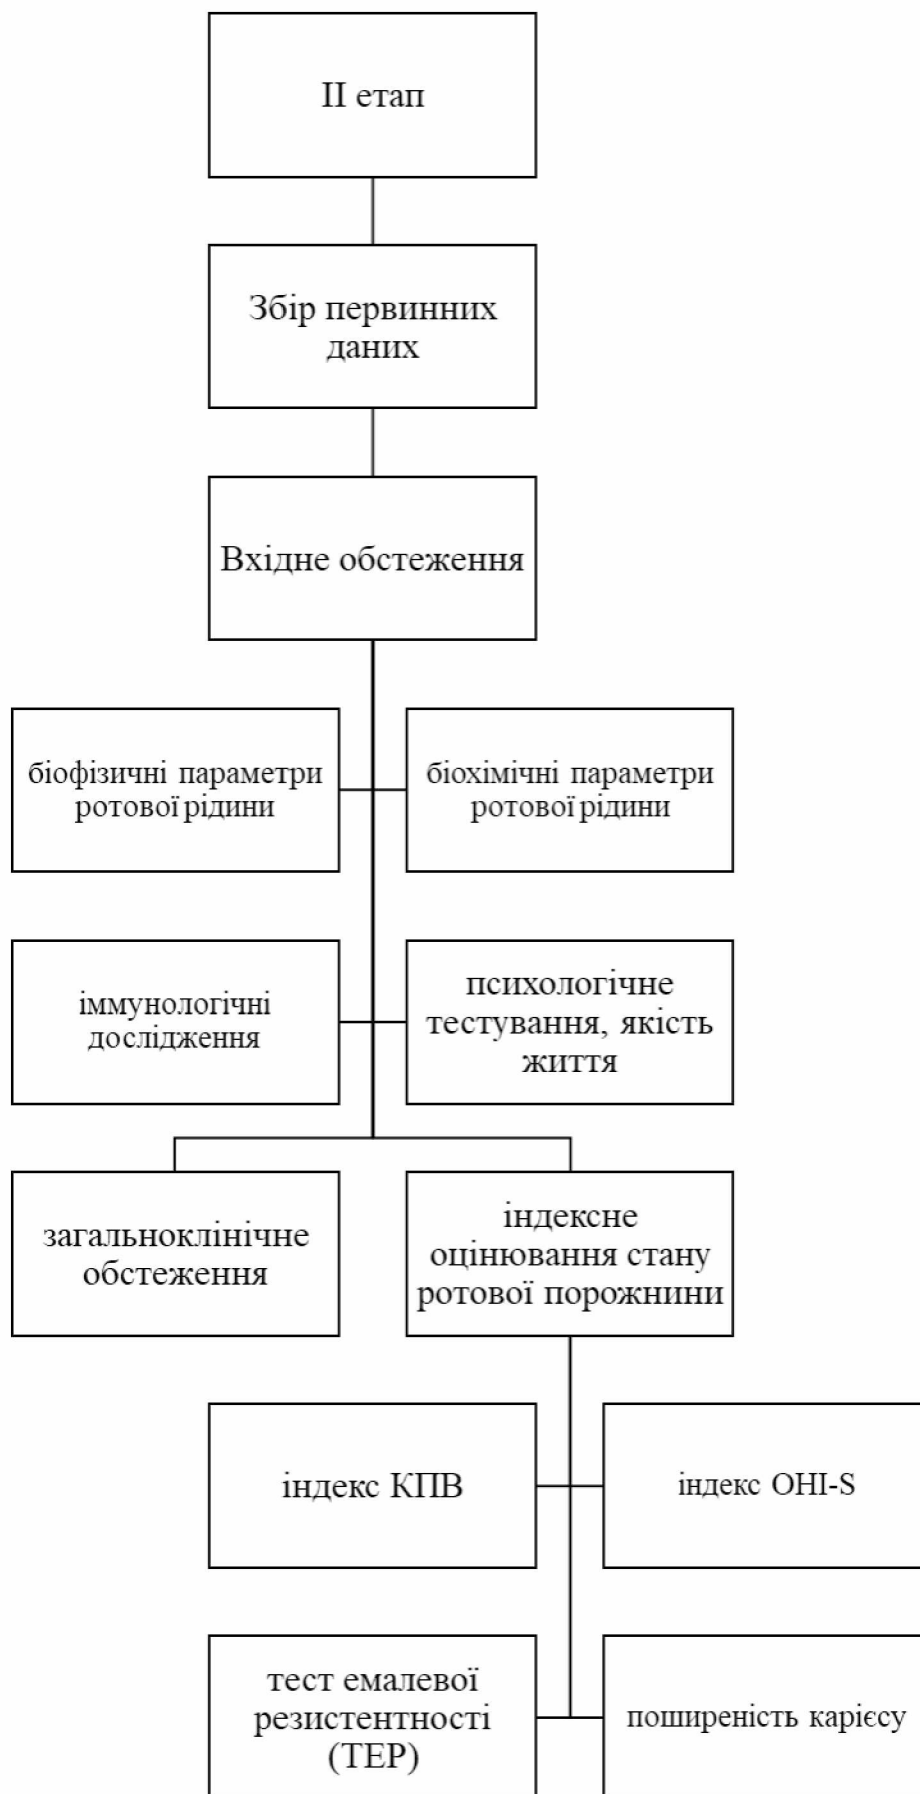 II етап
Збір первинних
даних
Вхідне обстеження
біофізичні параметри
ротової рідини
біохімічні параметри
ротової рідини
іммунологічні
дослідження
психологічне
тестування, якість
життя
загальноклінічне
обстеження
індексне
оцінювання стану
ротової порожнини
індекс КПВ
індекс OHI-S
тест емалевої
резистентності
(ТЕР)
поширеність карієсу